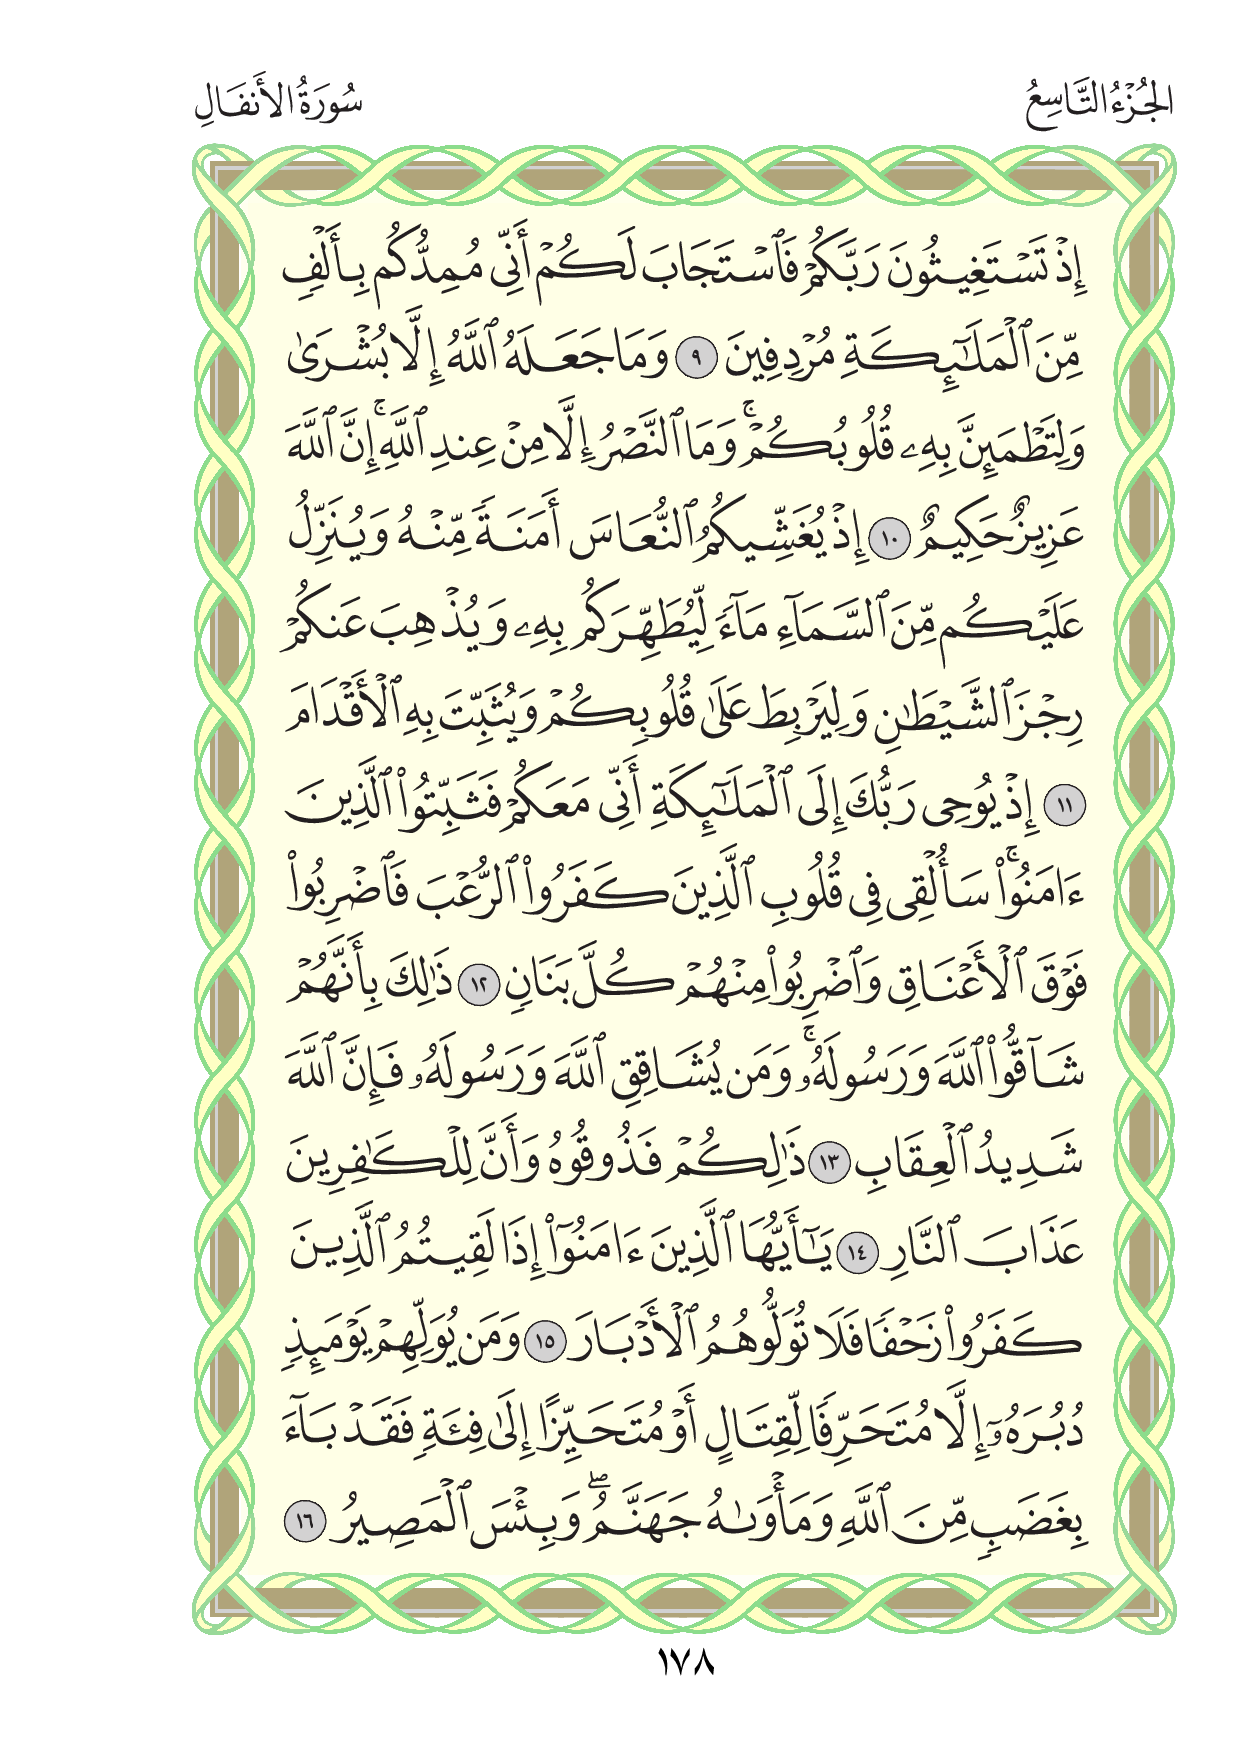 الجُزْءُ التَّاسِعُ
سُورَةُ الأَنفَالِ
إِذۡ تَسۡتَغِيثُونَ رَبَّكُمۡ فَٱسۡتَجَابَ لَكُمۡ أَنِّي مُمِدُّكُم بِأَلۡفٖ
مِّنَ ٱلۡمَلَٰٓئِكَةِ مُرۡدِفِينَ ٩ وَمَا جَعَلَهُ ٱللَّهُ إِلَّا بُشۡرَىٰ
وَلِتَطۡمَئِنَّ بِهِۦ قُلُوبُكُمۡۚ وَمَا ٱلنَّصۡرُ إِلَّا مِنۡ عِندِ ٱللَّهِۚ إِنَّ ٱللَّهَ
عَزِيزٌ حَكِيمٌ ١٠ إِذۡ يُغَشِّيكُمُ ٱلنُّعَاسَ أَمَنَةٗ مِّنۡهُ وَيُنَزِّلُ
عَلَيۡكُم مِّنَ ٱلسَّمَآءِ مَآءٗ لِّيُطَهِّرَكُم بِهِۦ وَيُذۡهِبَ عَنكُمۡ
رِجۡزَ ٱلشَّيۡطَٰنِ وَلِيَرۡبِطَ عَلَىٰ قُلُوبِكُمۡ وَيُثَبِّتَ بِهِ ٱلۡأَقۡدَامَ
١١ إِذۡ يُوحِي رَبُّكَ إِلَى ٱلۡمَلَٰٓئِكَةِ أَنِّي مَعَكُمۡ فَثَبِّتُواْ ٱلَّذِينَ
ءَامَنُواْۚ سَأُلۡقِي فِي قُلُوبِ ٱلَّذِينَ كَفَرُواْ ٱلرُّعۡبَ فَٱضۡرِبُواْ
فَوۡقَ ٱلۡأَعۡنَاقِ وَٱضۡرِبُواْ مِنۡهُمۡ كُلَّ بَنَانٖ ١٢ ذَٰلِكَ بِأَنَّهُمۡ
شَآقُّواْ ٱللَّهَ وَرَسُولَهُۥۚ وَمَن يُشَاقِقِ ٱللَّهَ وَرَسُولَهُۥ فَإِنَّ ٱللَّهَ
شَدِيدُ ٱلۡعِقَابِ ١٣ ذَٰلِكُمۡ فَذُوقُوهُ وَأَنَّ لِلۡكَٰفِرِينَ
عَذَابَ ٱلنَّارِ ١٤ يَٰٓأَيُّهَا ٱلَّذِينَ ءَامَنُوٓاْ إِذَا لَقِيتُمُ ٱلَّذِينَ
كَفَرُواْ زَحۡفٗا فَلَا تُوَلُّوهُمُ ٱلۡأَدۡبَارَ ١٥ وَمَن يُوَلِّهِمۡ يَوۡمَئِذٖ
دُبُرَهُۥٓ إِلَّا مُتَحَرِّفٗا لِّقِتَالٍ أَوۡ مُتَحَيِّزًا إِلَىٰ فِئَةٖ فَقَدۡ بَآءَ
بِغَضَبٖ مِّنَ ٱللَّهِ وَمَأۡوَىٰهُ جَهَنَّمُۖ وَبِئۡسَ ٱلۡمَصِيرُ ١٦
١٧٨